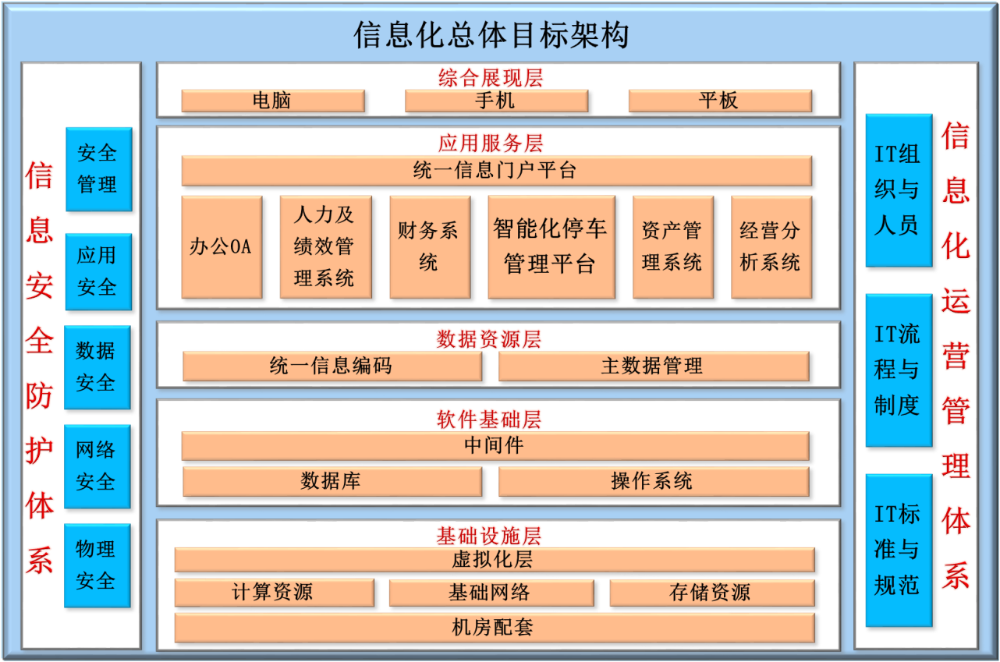 信息化总体目标架构
信息安全防护体系
安全
管理
应用
安全
数据
安全
网络
安全
物理
安全
综合展现层
电脑
手机
平板
应用服务层
统一信息门户平台
办公OA
人力及
绩效管
理系统
财务系
统
智能化停车
管理平台
资产管
理系统
经营分
析系统
数据资源层
统一信息编码
主数据管理
软件基础层
中间件
数据库
操作系统
基础设施层
虚拟化层
计算资源
基础网络
存储资源
机房配套
IT组
织与
人员
IT流
程与
制度
IT标
准与
规范
信息化运营管理体系